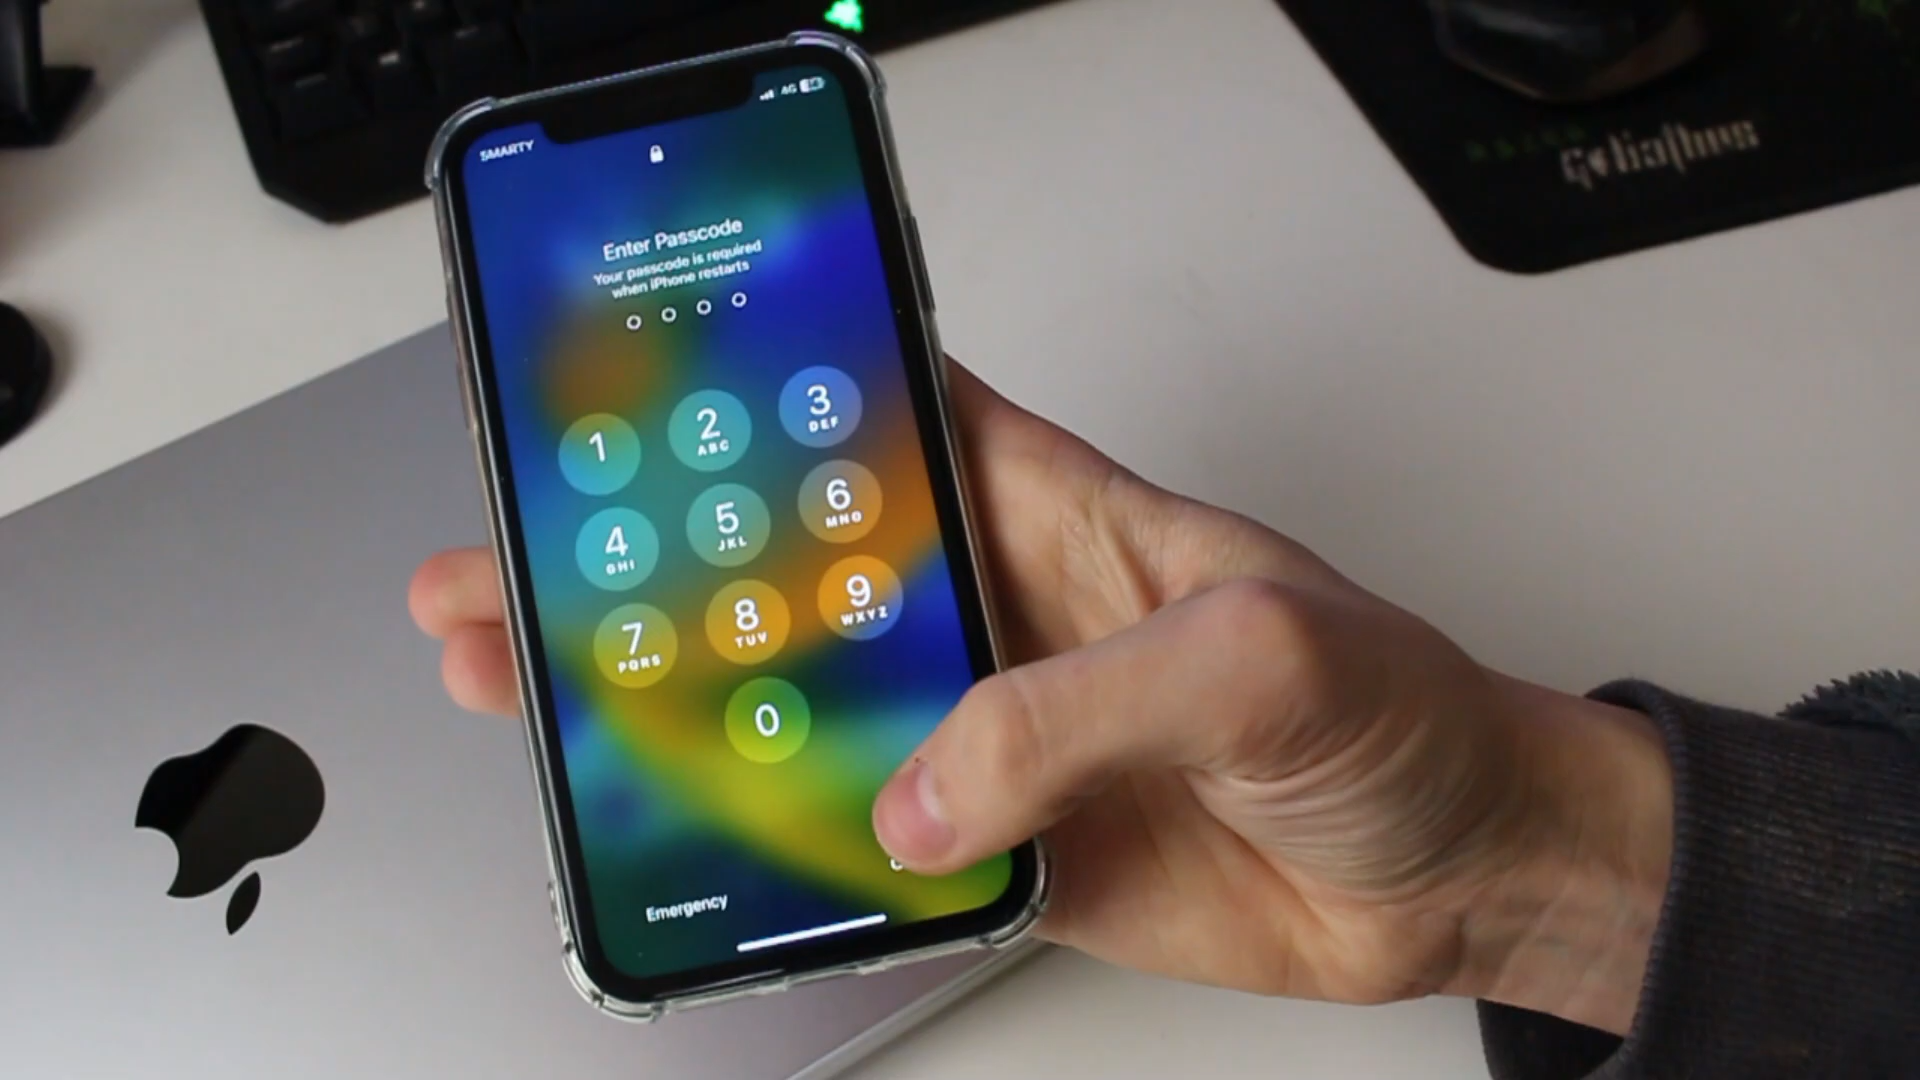 SMARTY
4G
Enter Passcode
Your passcode is required
when iPhone restarts
1
2
ABC
3
DEF
4
GHI
5
JKL
6
MNO
7
PQRS
8
TUV
9
WXYZ
0
Emergency
Goliathus